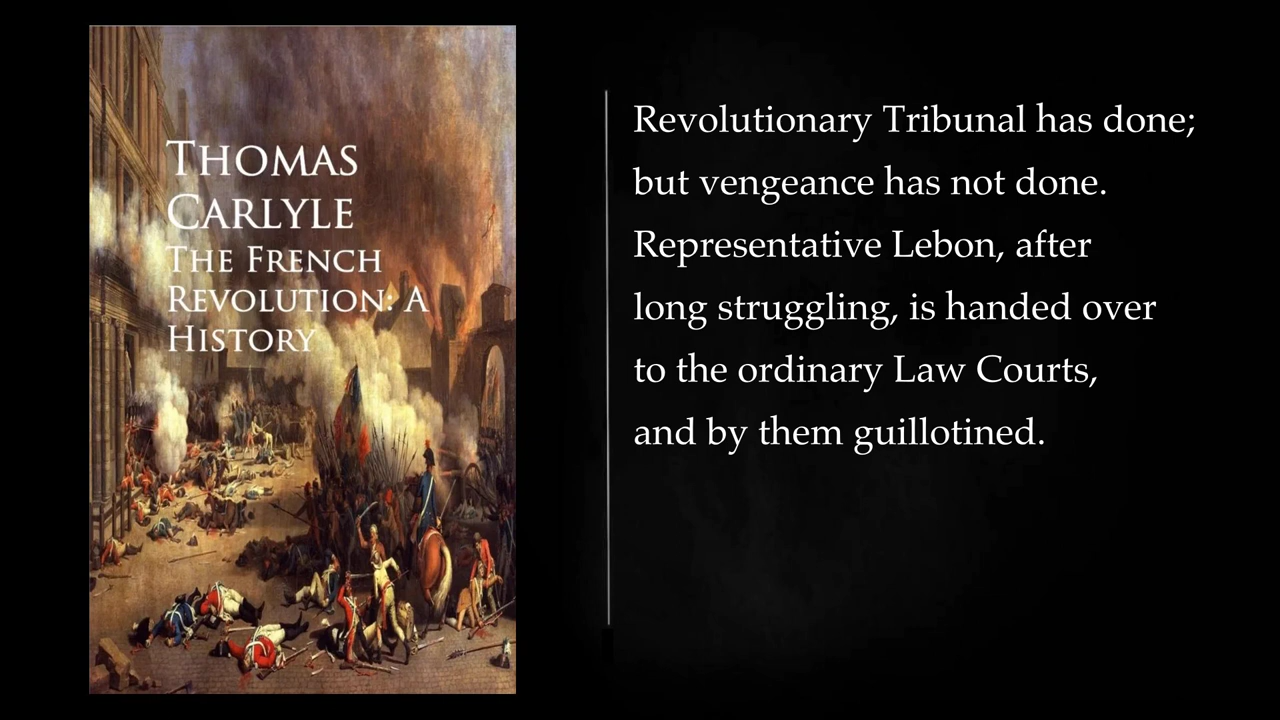 THOMAS
CARLYLE
THE FRENCH
REVOLUTION: A
HISTORY
Revolutionary Tribunal has done;
but vengeance has not done.
Representative Lebon, after
long struggling, is handed over
to the ordinary Law Courts,
and by them guillotined.